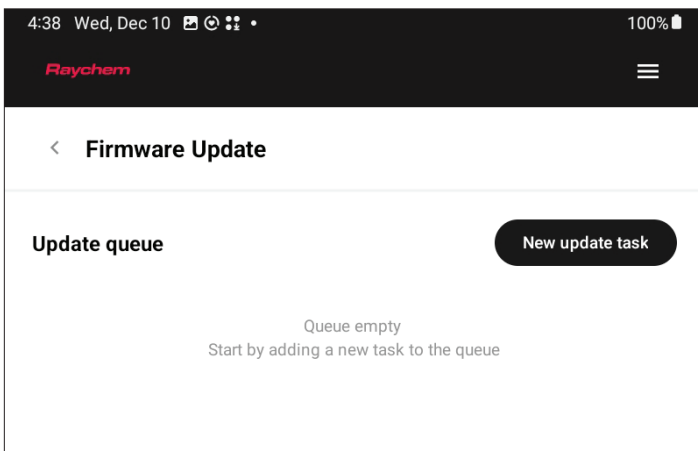 4:38 Wed, Dec 10 100%
Raychem
Firmware Update
Update queue
New update task
Queue empty
Start by adding a new task to the queue